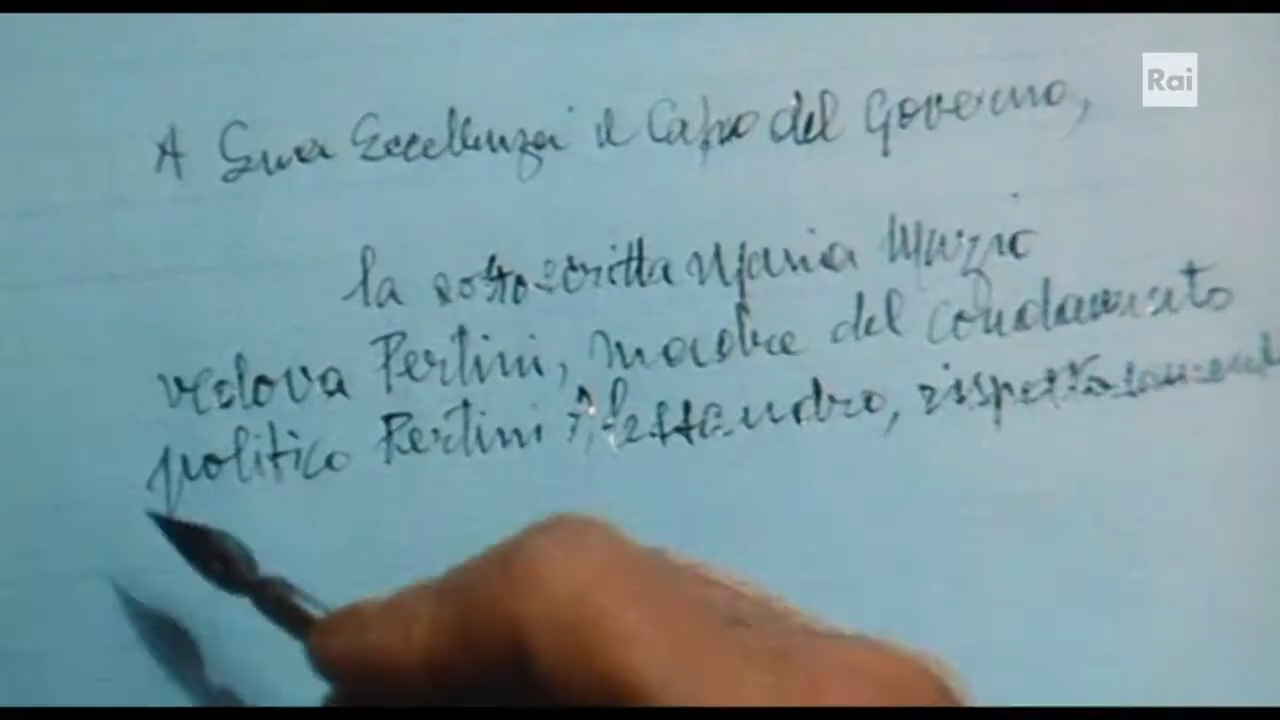 Rai
A Sua Eccellenza il Capo del Governo,
la sottoscritta Maria Muzio
vedova Pertini, madre del condannato
politico Pertini Alessandro, rispettosament